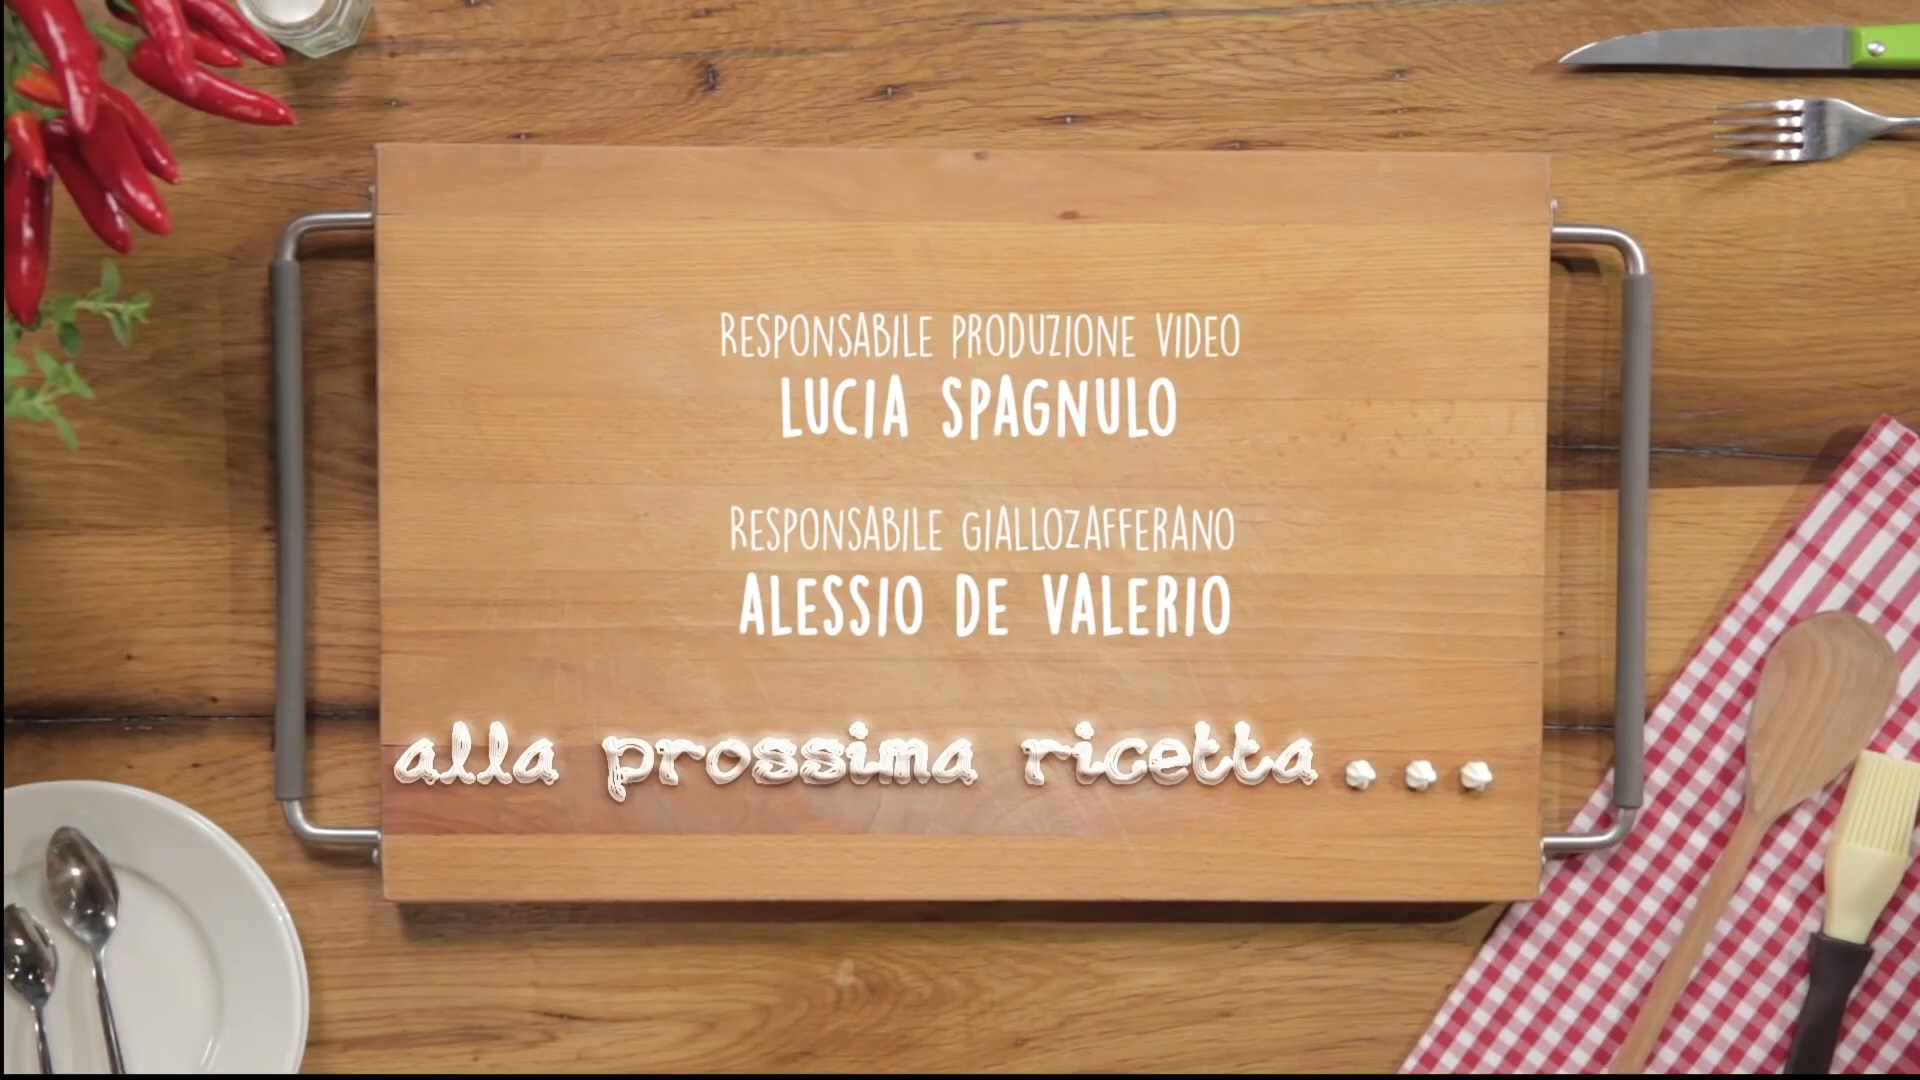 RESPONSABILE PRODUZIONE VIDEO
LUCIA SPAGNULO
RESPONSABILE GIALLOZAFFERANO
ALESSIO DE VALERIO
alla prossima ricetta...